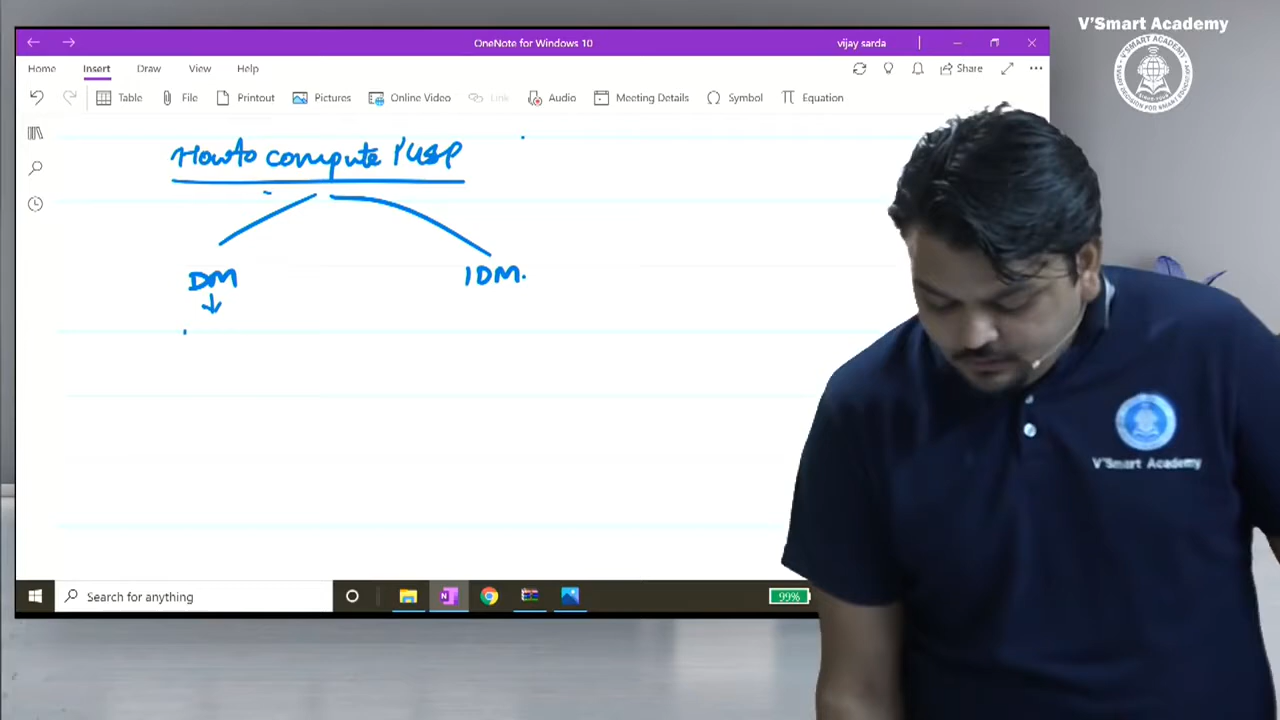 V'Smart Academy
OneNote for Windows 10
vijay sarda
Home Insert Draw View Help
Share
Table File Printout Pictures Online Video Link Audio Meeting Details Symbol Equation
How to compute I'USP
DM IDM.
V'Smart Academy
Search for anything
99%